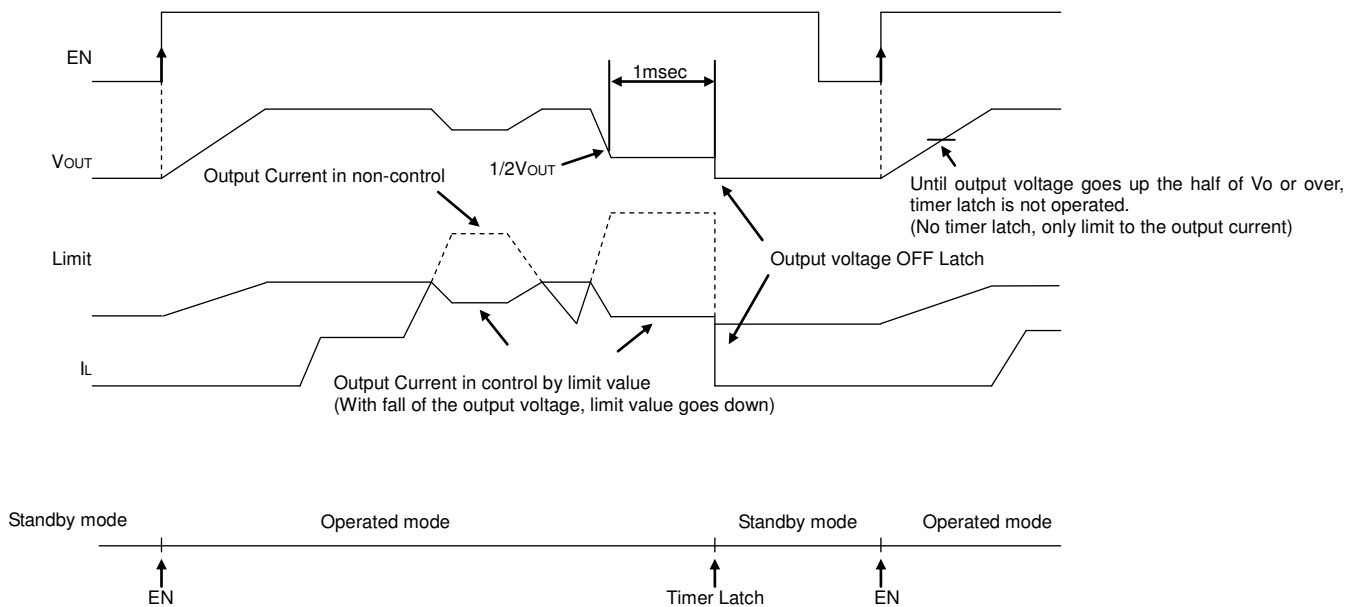 EN
1msec
VOUT
1/2VOUT
Output Current in non-control
Until output voltage goes up the half of Vo or over,
timer latch is not operated.
(No timer latch, only limit to the output current)
Limit
Output voltage OFF Latch
IL
Output Current in control by limit value
(With fall of the output voltage, limit value goes down)
Standby mode
Operated mode
Standby mode
Operated mode
EN
Timer Latch
EN